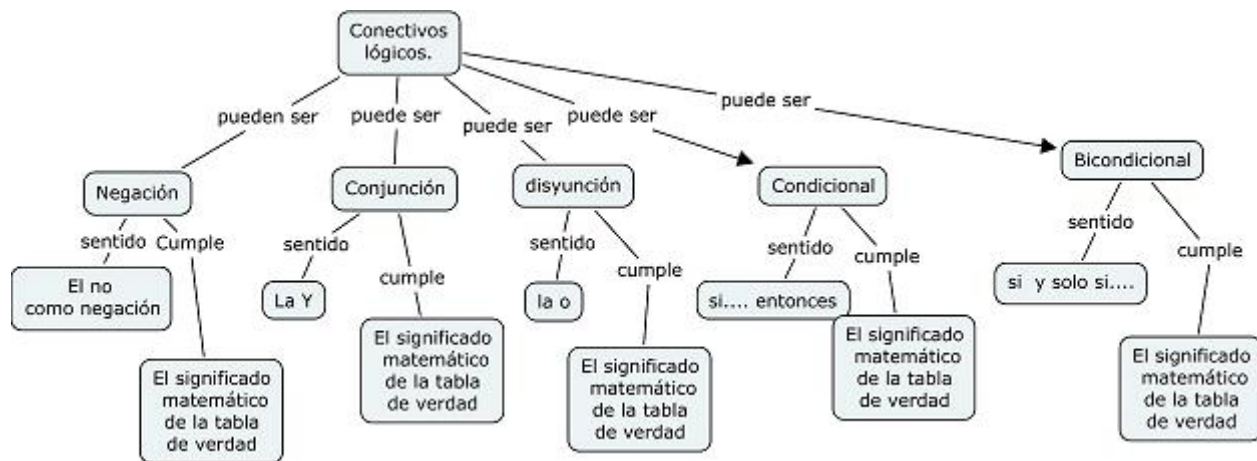 Conectivos
lógicos.
pueden ser
puede ser
puede ser
puede ser
puede ser
Negación
Conjunción
disyunción
Condicional
Bicondicional
sentido
Cumple
sentido
cumple
sentido
cumple
sentido
cumple
sentido
cumple
El no
como negación
La Y
la o
si.... entonces
si y solo si....
El significado
matemático
de la tabla
de verdad
El significado
matemático
de la tabla
de verdad
El significado
matemático
de la tabla
de verdad
El significado
matemático
de la tabla
de verdad
El significado
matemático
de la tabla
de verdad